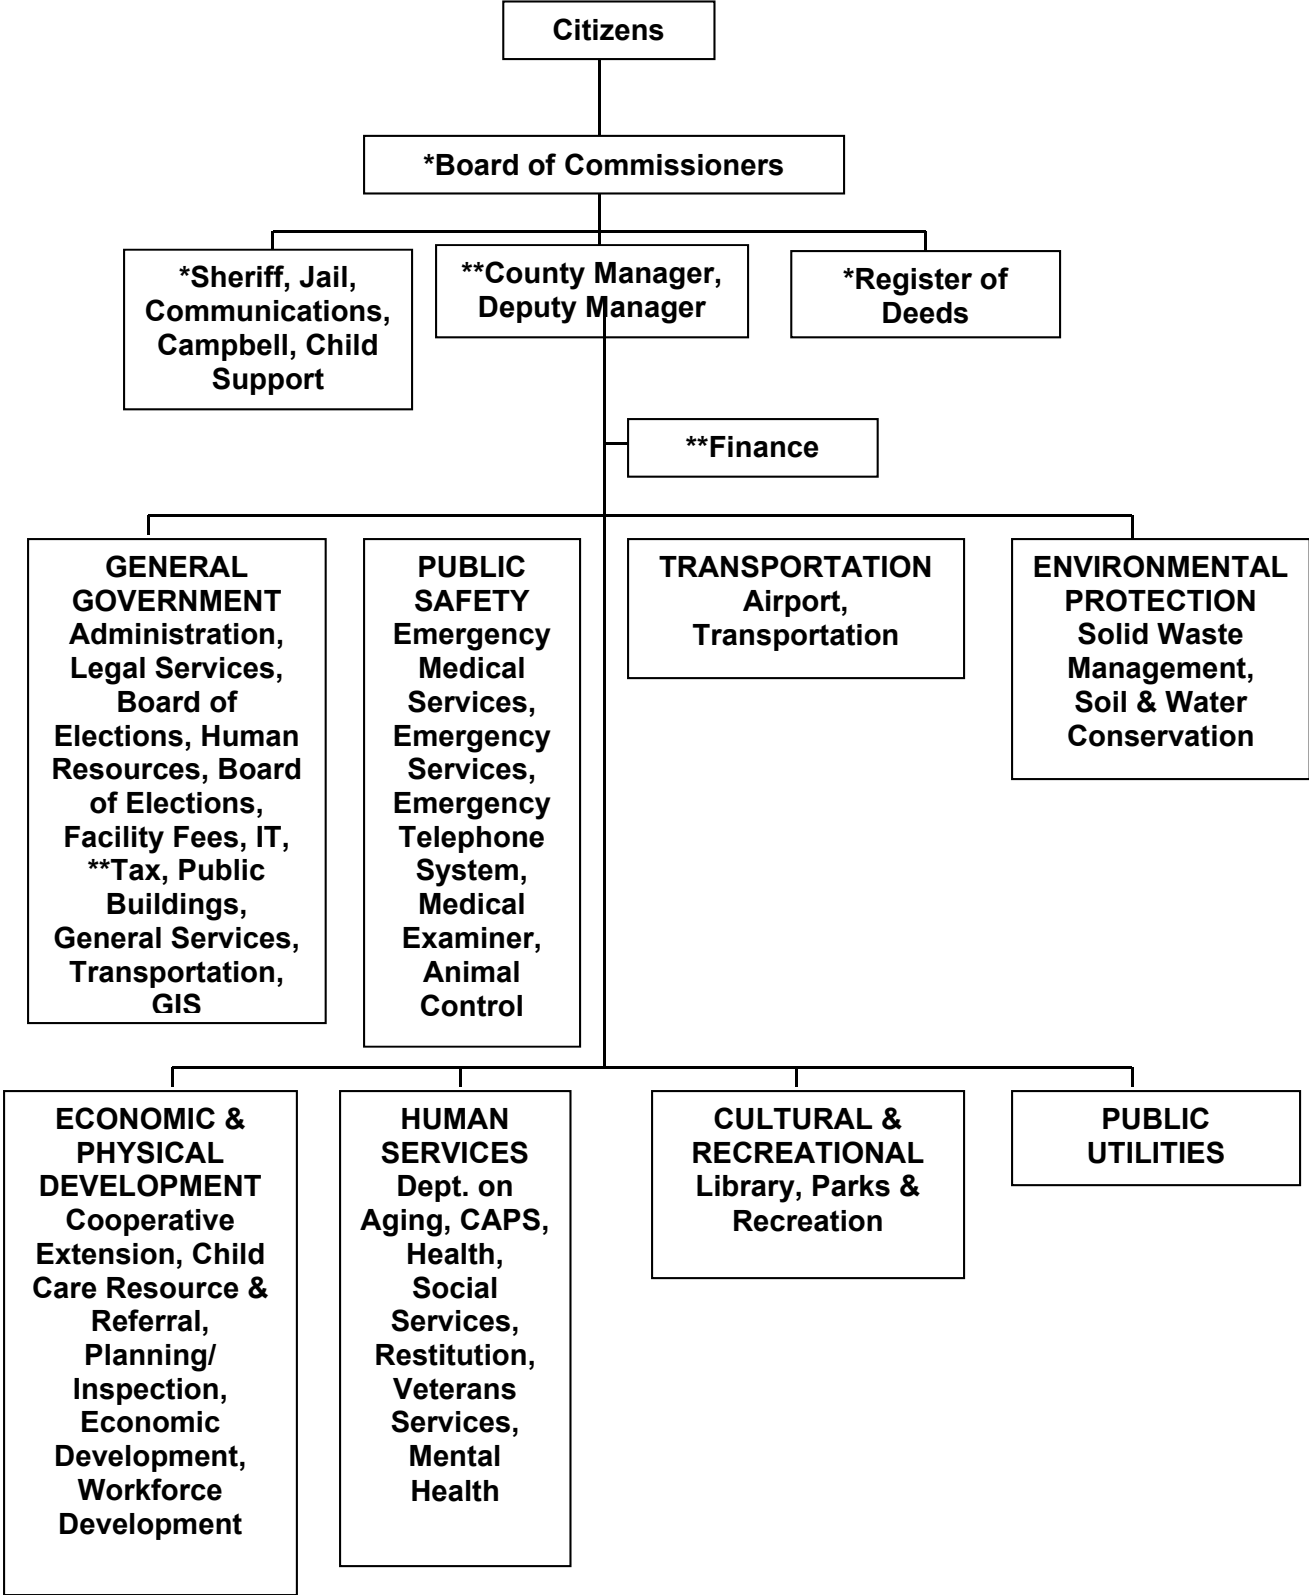 Citizens
*Board of Commissioners
*Sheriff, Jail,
Communications,
Campbell, Child
Support
**County Manager,
Deputy Manager
*Register of
Deeds
**Finance
GENERAL
GOVERNMENT
Administration,
Legal Services,
Board of
Elections, Human
Resources, Board
of Elections,
Facility Fees, IT,
**Tax, Public
Buildings,
General Services,
Transportation,
GIS
PUBLIC
SAFETY
Emergency
Medical
Services,
Emergency
Services,
Emergency
Telephone
System,
Medical
Examiner,
Animal
Control
TRANSPORTATION
Airport,
Transportation
ENVIRONMENTAL
PROTECTION
Solid Waste
Management,
Soil & Water
Conservation
ECONOMIC &
PHYSICAL
DEVELOPMENT
Cooperative
Extension, Child
Care Resource &
Referral,
Planning/
Inspection,
Economic
Development,
Workforce
Development
HUMAN
SERVICES
Dept. on
Aging, CAPS,
Health,
Social
Services,
Restitution,
Veterans
Services,
Mental
Health
CULTURAL &
RECREATIONAL
Library, Parks &
Recreation
PUBLIC
UTILITIES